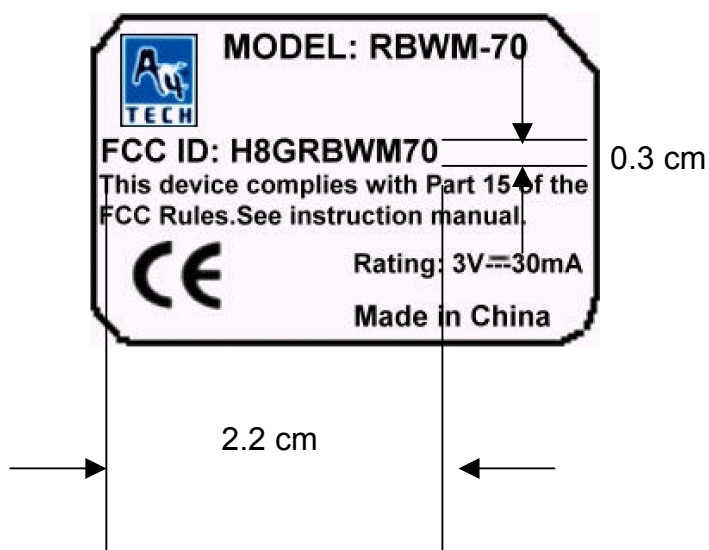 MODEL: RBWM-70
A4
TECH
FCC ID: H8GRBWM70
0.3 cm
This device complies with Part 15 of the
FCC Rules.See instruction manual.
CE
Rating: 3V⎓30mA
Made in China
2.2 cm